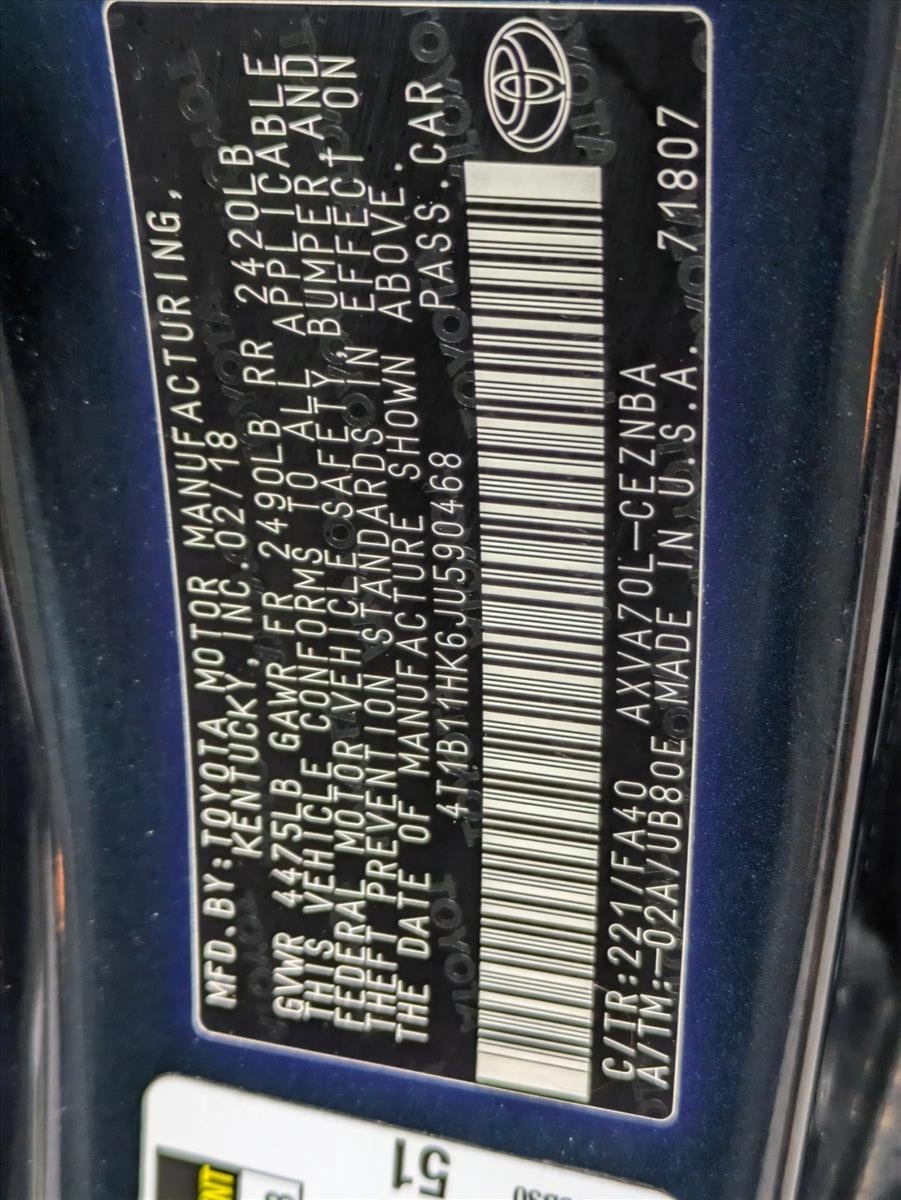 MFD.BY:TOYOTA MOTOR MANUFACTURING,
KENTUCKY,INC.02/18
GVWR 4475LB GAWR FR 2490LB RR 2420LB
THIS VEHICLE CONFORMS TO ALL APPLICABLE
FEDERAL MOTOR VEHICLE SAFETY,BUMPER,AND
THEFT PREVENTION STANDARDS IN EFFECT ON
THE DATE OF MANUFACTURE SHOWN ABOVE.
4T1B11HK6JU590468 PASS.CAR
C/TR:221/FA40 AXVA70L-CEZNBA
A/TM:-02A/UB80E MADE IN U.S.A. 71807
51